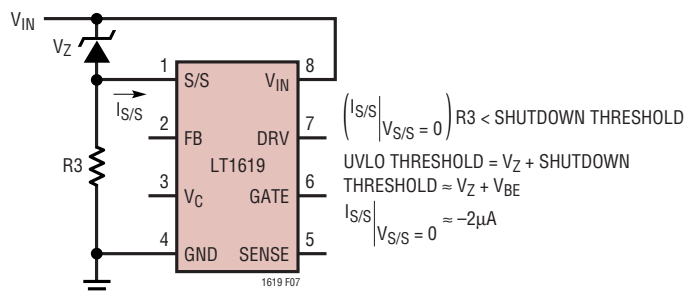 V_IN
V_Z
1
8
S/S
V_IN
I_S/S
2
7
FB
DRV
R3
LT1619
3
6
V_C
GATE
4
5
GND
SENSE
1619 F07
(I_S/S|V_S/S = 0) R3 < SHUTDOWN THRESHOLD
UVLO THRESHOLD = V_Z + SHUTDOWN
THRESHOLD ≈ V_Z + V_BE
I_S/S|V_S/S = 0 ≈ –2µA